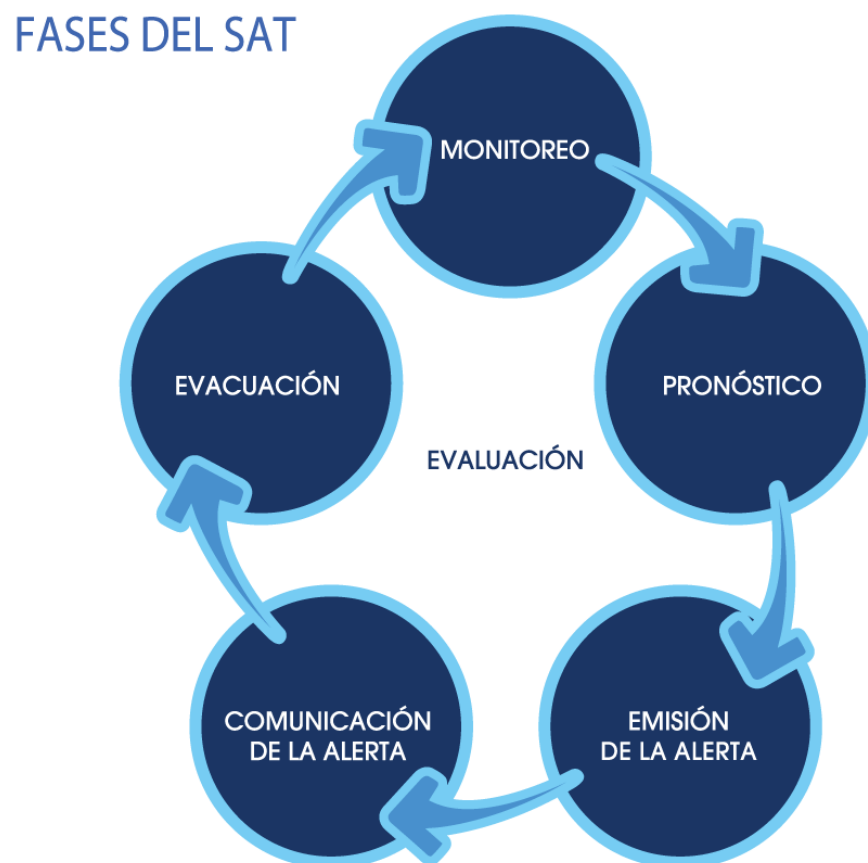 FASES DEL SAT
MONITOREO
PRONÓSTICO
EVACUACIÓN
EVALUACIÓN
EMISIÓN
DE LA ALERTA
COMUNICACIÓN
DE LA ALERTA